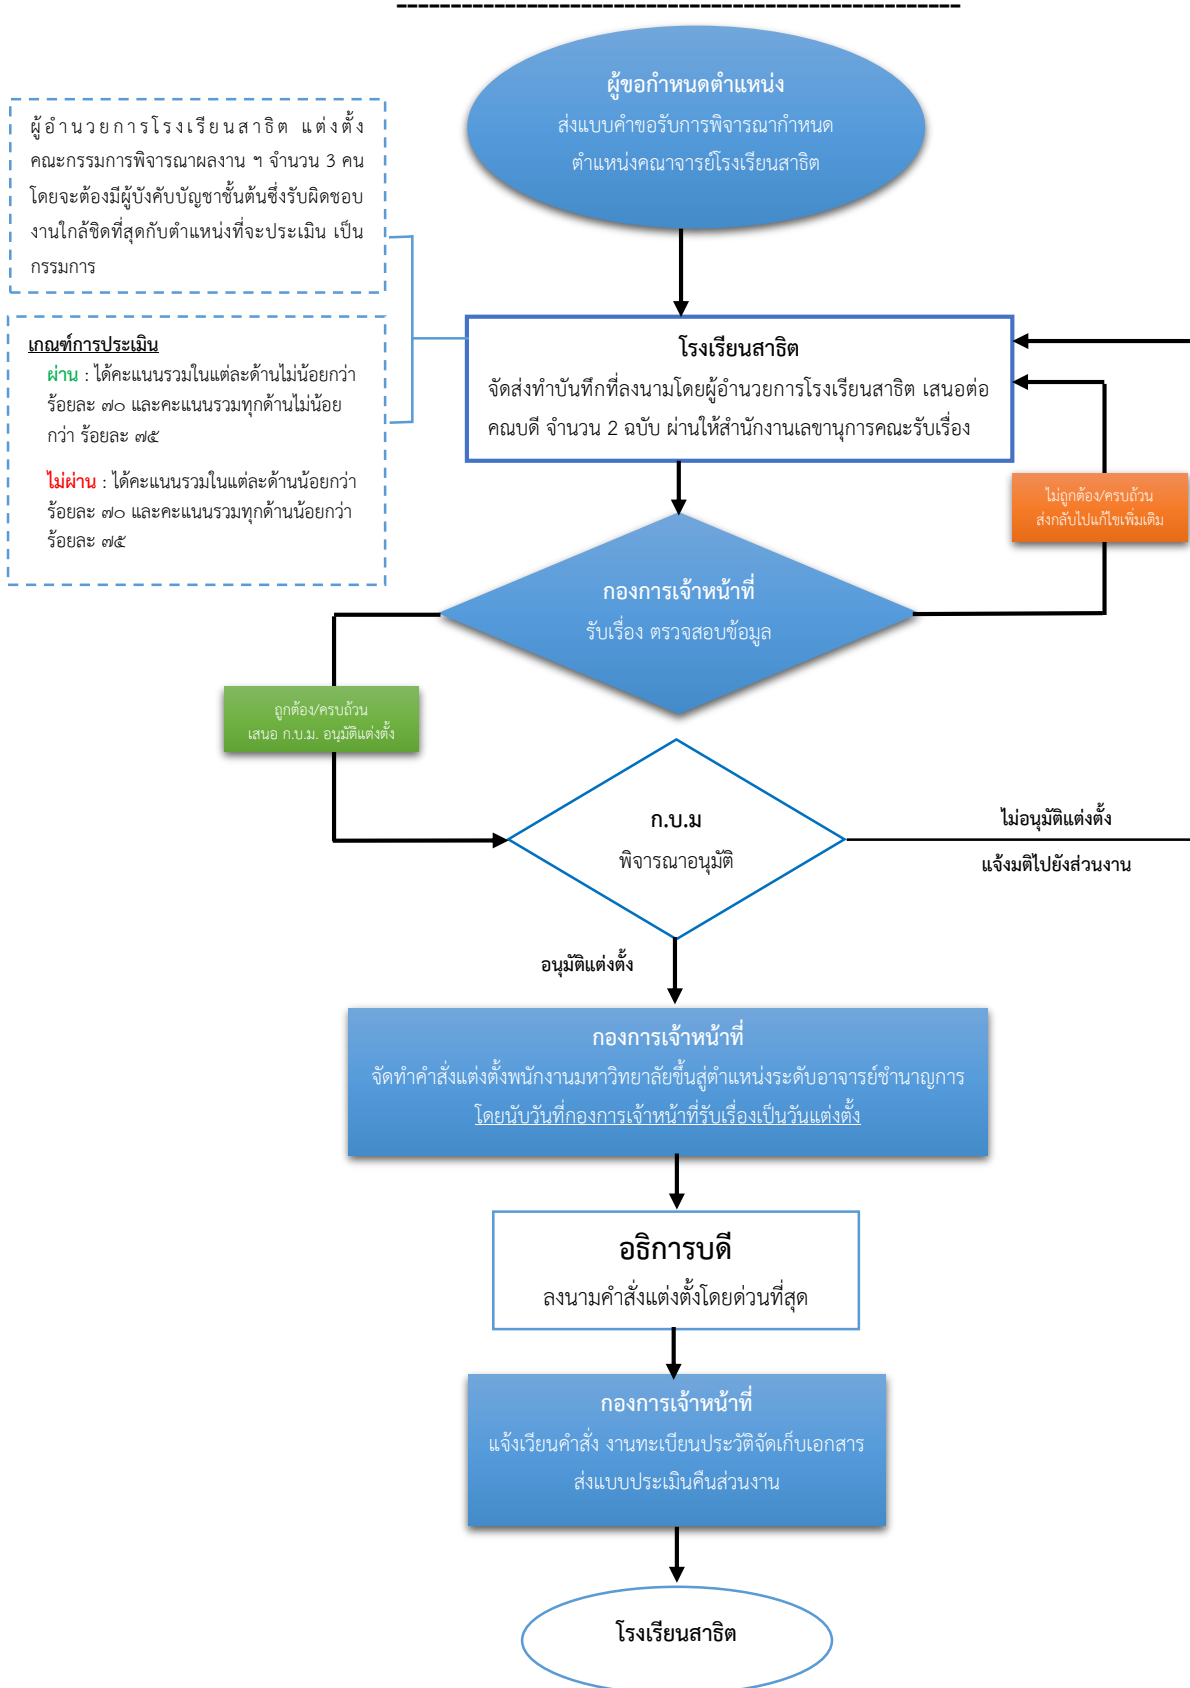 ผู้ขอกำหนดตำแหน่ง
ส่งแบบคำขอรับการพิจารณากำหนด
ตำแหน่งคณาจารย์โรงเรียนสาธิต
ผู้อำนวยการโรงเรียนสาธิต แต่งตั้ง
คณะกรรมการพิจารณาผลงาน ฯ จำนวน 3 คน
โดยจะต้องมีผู้บังคับบัญชาชั้นต้นซึ่งรับผิดชอบ
งานใกล้ชิดที่สุดกับตำแหน่งที่จะประเมิน เป็น
กรรมการ
เกณฑ์การประเมิน
ผ่าน : ได้คะแนนรวมในแต่ละด้านไม่น้อยกว่า
ร้อยละ ๗๐ และคะแนนรวมทุกด้านไม่น้อย
กว่า ร้อยละ ๗๕
ไม่ผ่าน : ได้คะแนนรวมในแต่ละด้านน้อยกว่า
ร้อยละ ๗๐ และคะแนนรวมทุกด้านน้อยกว่า
ร้อยละ ๗๕
โรงเรียนสาธิต
จัดส่งทำบันทึกที่ลงนามโดยผู้อำนวยการโรงเรียนสาธิต เสนอต่อ
คณบดี จำนวน 2 ฉบับ ผ่านให้สำนักงานเลขานุการคณะรับเรื่อง
ไม่ถูกต้อง/ครบถ้วน
ส่งกลับไปแก้ไขเพิ่มเติม
กองการเจ้าหน้าที่
รับเรื่อง ตรวจสอบข้อมูล
ถูกต้อง/ครบถ้วน
เสนอ ก.บ.ม. อนุมัติแต่งตั้ง
ก.บ.ม
พิจารณาอนุมัติ
ไม่อนุมัติแต่งตั้ง
แจ้งมติไปยังส่วนงาน
อนุมัติแต่งตั้ง
กองการเจ้าหน้าที่
จัดทำคำสั่งแต่งตั้งพนักงานมหาวิทยาลัยขึ้นสู่ตำแหน่งระดับอาจารย์ชำนาญการ
โดยนับวันที่กองการเจ้าหน้าที่รับเรื่องเป็นวันแต่งตั้ง
อธิการบดี
ลงนามคำสั่งแต่งตั้งโดยด่วนที่สุด
กองการเจ้าหน้าที่
แจ้งเวียนคำสั่ง งานทะเบียนประวัติจัดเก็บเอกสาร
ส่งแบบประเมินคืนส่วนงาน
โรงเรียนสาธิต